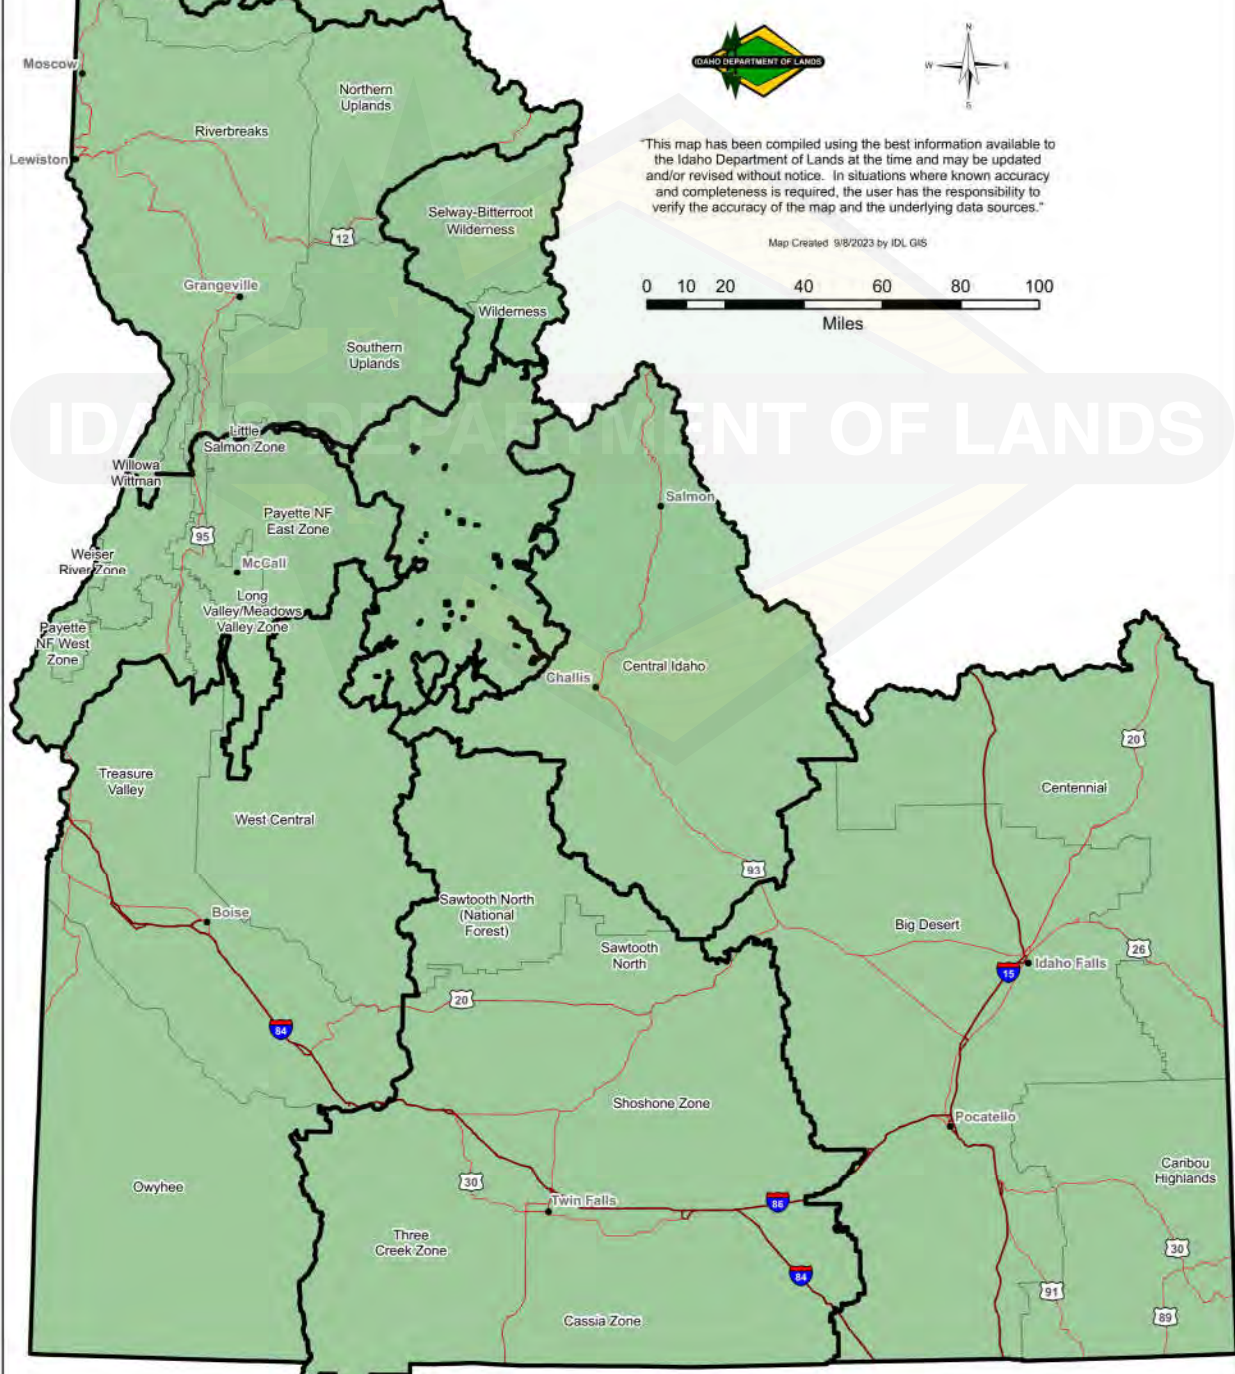 IDAHO DEPARTMENT OF LANDS
N
W
E
S
Moscow
Northern
Uplands
Riverbreaks
"This map has been compiled using the best information available to
the Idaho Department of Lands at the time and may be updated
and/or revised without notice. In situations where known accuracy
and completeness is required, the user has the responsibility to
verify the accuracy of the map and the underlying data sources."
Lewiston
Selway-Bitterroot
Wilderness
12
Map Created 9/8/2023 by IDL GIS
Grangeville
0 10 20 40 60 80 100
Miles
Wilderness
Southern
Uplands
IDAHO DEPARTMENT OF LANDS
Little
Salmon Zone
Willowa
Wittman
Salmon
Payette NF
East Zone
95
Weiser
River Zone
McCall
Long
Valley/Meadows
Valley Zone
Payette
NF West
Zone
Central Idaho
Challis
20
Treasure
Valley
Centennial
West Central
93
Sawtooth North
(National
Forest)
Boise
Big Desert
Sawtooth
North
26
Idaho Falls
15
20
84
Shoshone Zone
Pocatello
Caribou
Highlands
Owyhee
30
Twin Falls
86
Three
Creek Zone
30
84
91
89
Cassia Zone